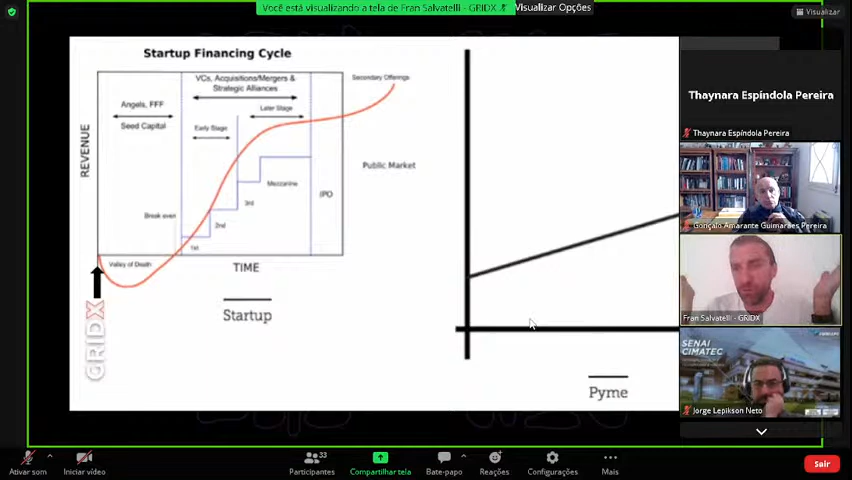 Você está visualizando a tela de Fran Salvatelli - GRIDX
Visualizar Opções
Visualizar
Startup Financing Cycle
VCs, Acquisitions/Mergers &
Strategic Alliances
Secondary Offerings
Angels, FFF
Seed Capital
Early Stage
Later Stage
REVENUE
Public Market
Mezzanine
IPO
Break even
3rd
2nd
1st
Valley of Death
TIME
GRIDX
Startup
Pyme
Thaynara Espíndola Pereira
Thaynara Espíndola Pereira
Gonçalo Amarante Guimarães Pereira
Fran Salvatelli - GRIDX
SENAI
CIMATEC
Jorge Lepikson Neto
33
Ativar som
Iniciar vídeo
Participantes
Compartilhar tela
Bate-papo
Reações
Configurações
Mais
Sair